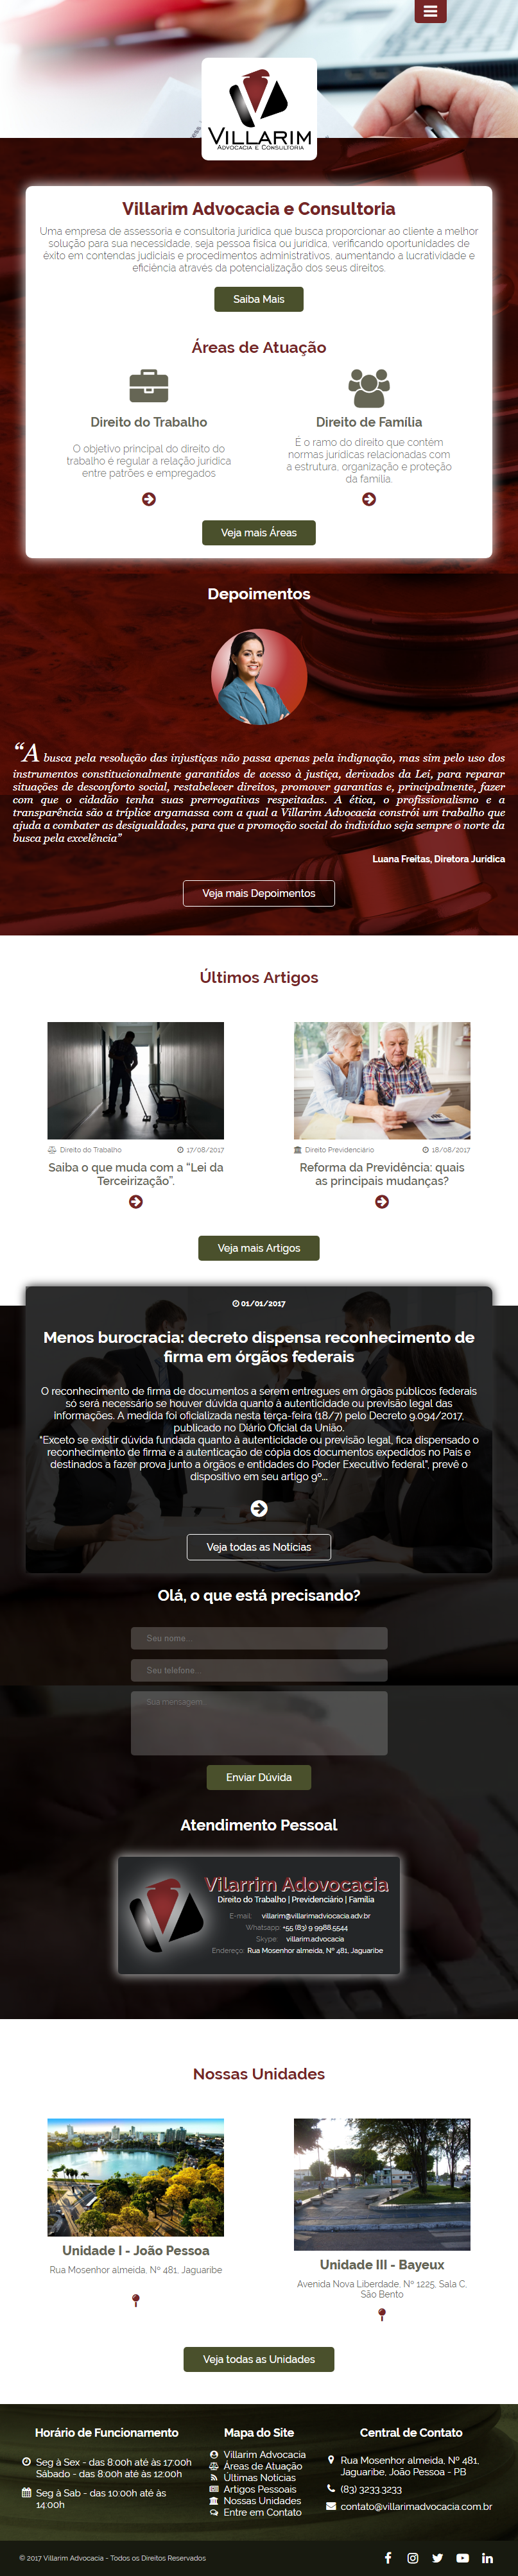 VILLARIM
ADVOCACIA E CONSULTORIA
Villarim Advocacia e Consultoria
Uma empresa de assessoria e consultoria jurídica que busca proporcionar ao cliente a melhor
solução para sua necessidade, seja pessoa física ou jurídica, verificando oportunidades de
êxito em contendas judiciais e procedimentos administrativos, aumentando a lucratividade e
eficiência através da potencialização dos seus direitos.
Saiba Mais
Áreas de Atuação
Direito do Trabalho
O objetivo principal do direito do
trabalho é regular a relação jurídica
entre patrões e empregados
Direito de Família
É o ramo do direito que contém
normas jurídicas relacionadas com
a estrutura, organização e proteção
da família.
Veja mais Áreas
Depoimentos
“A busca pela resolução das injustiças não passa apenas pela indignação, mas sim pelo uso dos
instrumentos constitucionalmente garantidos de acesso à justiça, derivados da Lei, para reparar
situações de desconforto social, restabelecer direitos, promover garantias e, principalmente, fazer
com que o cidadão tenha suas prerrogativas respeitadas. A ética, o profissionalismo e a
transparência são a tríplice argamassa com a qual a Villarim Advocacia constrói um trabalho que
ajuda a combater as desigualdades, para que a promoção social do indivíduo seja sempre o norte da
busca pela excelência”
Luana Freitas, Diretora Jurídica
Veja mais Depoimentos
Últimos Artigos
Direito do Trabalho 17/08/2017
Saiba o que muda com a “Lei da
Terceirização”.
Direito Previdenciário 18/08/2017
Reforma da Previdência: quais
as principais mudanças?
Veja mais Artigos
01/01/2017
Menos burocracia: decreto dispensa reconhecimento de
firma em órgãos federais
O reconhecimento de firma de documentos a serem entregues em órgãos públicos federais
só será necessário se houver dúvida quanto à autenticidade ou previsão legal das
informações. A medida foi oficializada nesta terça-feira (18/7) pelo Decreto 9.094/2017,
publicado no Diário Oficial da União.
"Exceto se existir dúvida fundada quanto à autenticidade ou previsão legal, fica dispensado o
reconhecimento de firma e a autenticação de cópia dos documentos expedidos no País e
destinados a fazer prova junto a órgãos e entidades do Poder Executivo federal", prevê o
dispositivo em seu artigo 9º...
Veja todas as Notícias
Olá, o que está precisando?
Seu nome...
Seu telefone...
Sua mensagem...
Enviar Dúvida
Atendimento Pessoal
Vilarrim Adovocacia
Direito do Trabalho | Previdenciário | Família
E-mail: villarim@villarimadviocacia.adv.br
Whatsapp: +55 (83) 9 9988.5544
Skype: villarim.advocacia
Endereço: Rua Mosenhor almeida, Nº 481, Jaguaribe
Nossas Unidades
Unidade I - João Pessoa
Rua Mosenhor almeida, Nº 481, Jaguaribe
Unidade III - Bayeux
Avenida Nova Liberdade, Nº 1225, Sala C,
São Bento
Veja todas as Unidades
Horário de Funcionamento
Seg à Sex - das 8:00h até às 17:00h
Sábado - das 8:00h até às 12:00h
Seg à Sab - das 10:00h até às
14:00h
Mapa do Site
Villarim Advocacia
Áreas de Atuação
Últimas Notícias
Artigos Pessoais
Nossas Unidades
Entre em Contato
Central de Contato
Rua Mosenhor almeida, Nº 481,
Jaguaribe, João Pessoa - PB
(83) 3233.3233
contato@villarimadvocacia.com.br
© 2017 Villarim Advocacia - Todos os Direitos Reservados